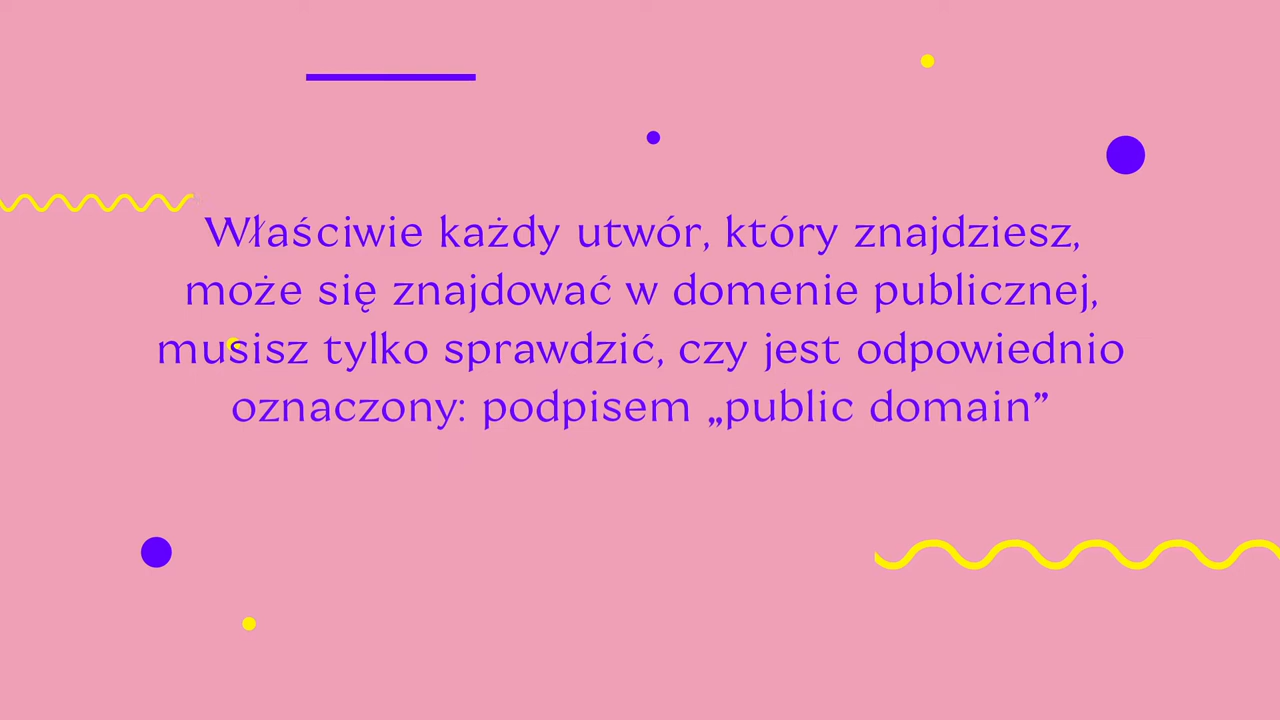 Właściwie każdy utwór, który znajdziesz,
może się znajdować w domenie publicznej,
musisz tylko sprawdzić, czy jest odpowiednio
oznaczony: podpisem „public domain”